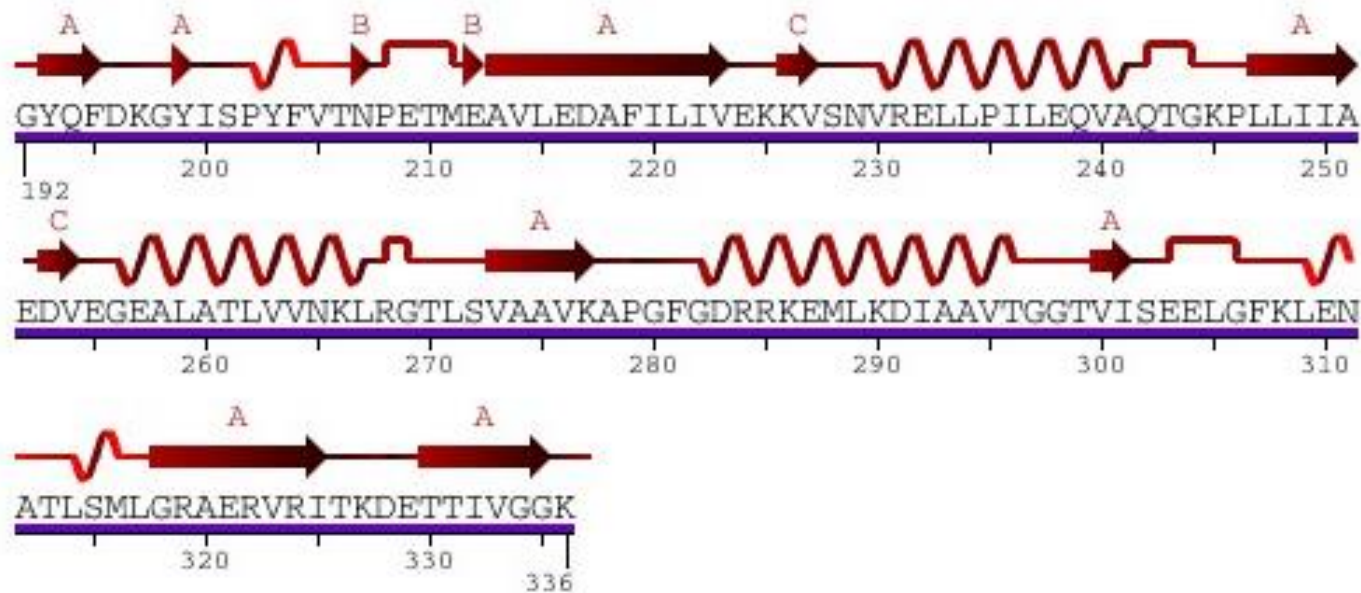 A A B B A C A
GYQFDKGYISPYFVTNPETMEAVLEDAFILIVEKKVSNVRELLPILEQVAQTGKPLLIIA
200 210 220 230 240 250
192
C A A
EDVEGEALATLVVNKLRGTLSVAAVKAPGFGDRRKEMLKDIAAVTGGTVISEELGFKLEN
260 270 280 290 300 310
A A
ATLSMLGRAERVRITKDETTIVGGK
320 330
336